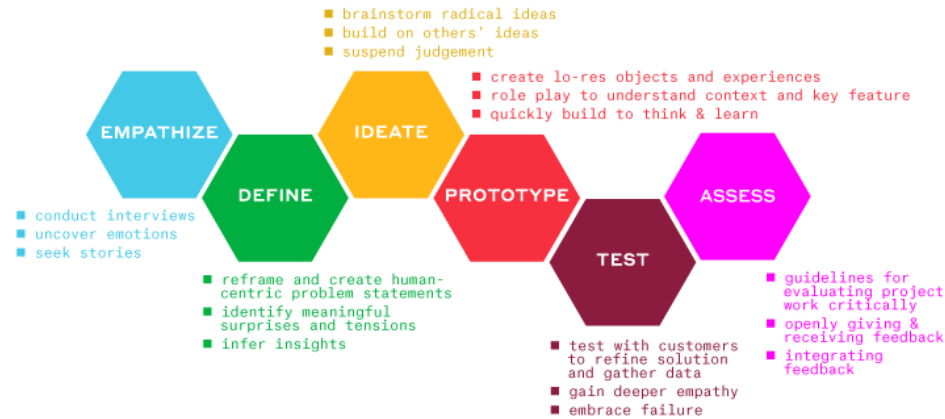 ■ brainstorm radical ideas
■ build on others’ ideas
■ suspend judgement
■ create lo-res objects and experiences
■ role play to understand context and key feature
■ quickly build to think & learn
EMPATHIZE
IDEATE
DEFINE
PROTOTYPE
ASSESS
TEST
■ conduct interviews
■ uncover emotions
■ seek stories
■ reframe and create human-
centric problem statements
■ identify meaningful
surprises and tensions
■ infer insights
■ test with customers
to refine solution
and gather data
■ gain deeper empathy
■ embrace failure
■ guidelines for
evaluating project
work critically
■ openly giving &
receiving feedback
■ integrating
feedback